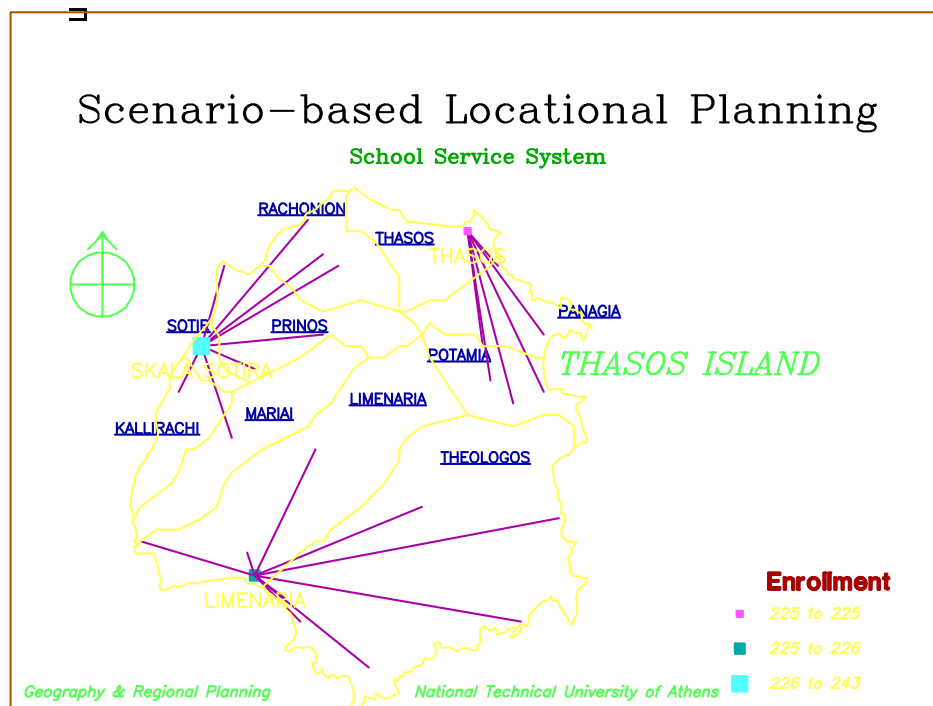 Scenario-based Locational Planning
School Service System
RACHONION
THASOS
THASOS
PANAGIA
SOTIR
PRINOS
POTAMIA
THASOS ISLAND
SKALA SOTIRA
LIMENARIA
MARIAI
KALLIRACHI
THEOLOGOS
LIMENARIA
Enrollment
225 to 225
225 to 226
226 to 243
Geography & Regional Planning
National Technical University of Athens